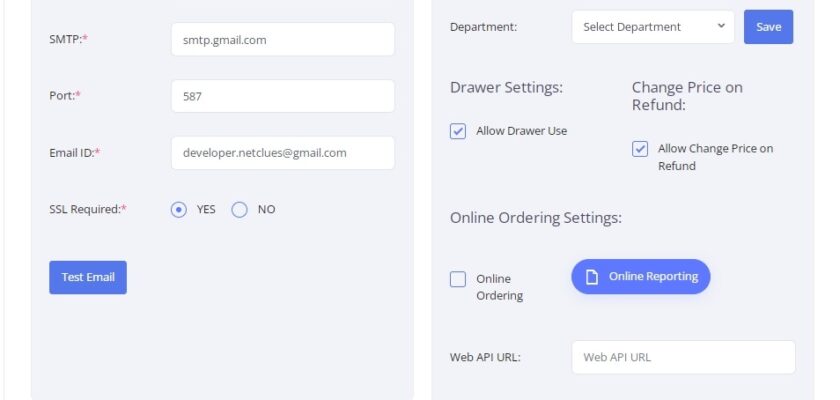 SMTP:*
smtp.gmail.com
Port:*
587
Email ID:*
developer.netclues@gmail.com
SSL Required:*
YES
NO
Test Email
Department:
Select Department
Save
Drawer Settings:
Allow Drawer Use
Change Price on
Refund:
Allow Change Price on
Refund
Online Ordering Settings:
Online
Ordering
Online Reporting
Web API URL:
Web API URL